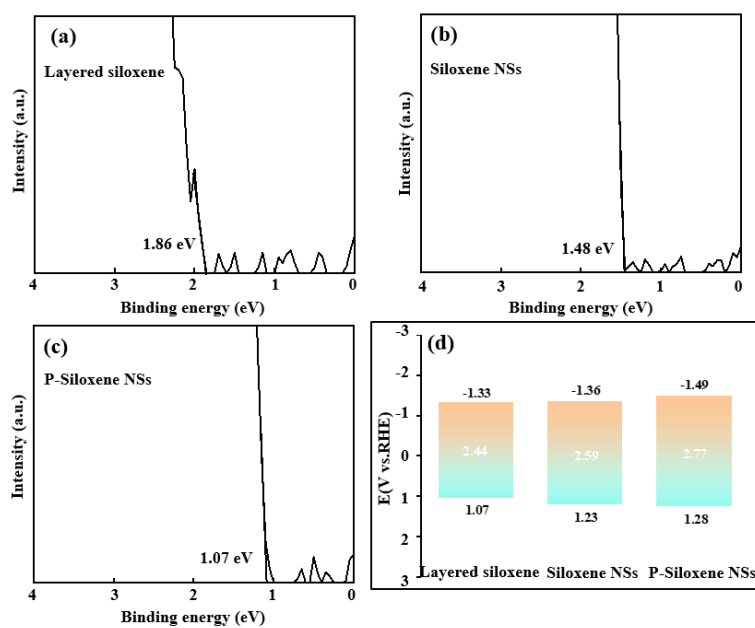 (a)
Layered siloxene
1.86 eV
Intensity (a.u.)
4 3 2 1 0
Binding energy (eV)
(b)
Siloxene NSs
1.48 eV
Intensity (a.u.)
4 3 2 1 0
Binding energy (eV)
(c)
P-Siloxene NSs
1.07 eV
Intensity (a.u.)
4 3 2 1 0
Binding energy (eV)
(d)
E(V vs.RHE)
-3
-2
-1
0
1
2
3
-1.33 -1.36 -1.49
2.44 2.59 2.77
1.07 1.23 1.28
Layered siloxene Siloxene NSs P-Siloxene NSs